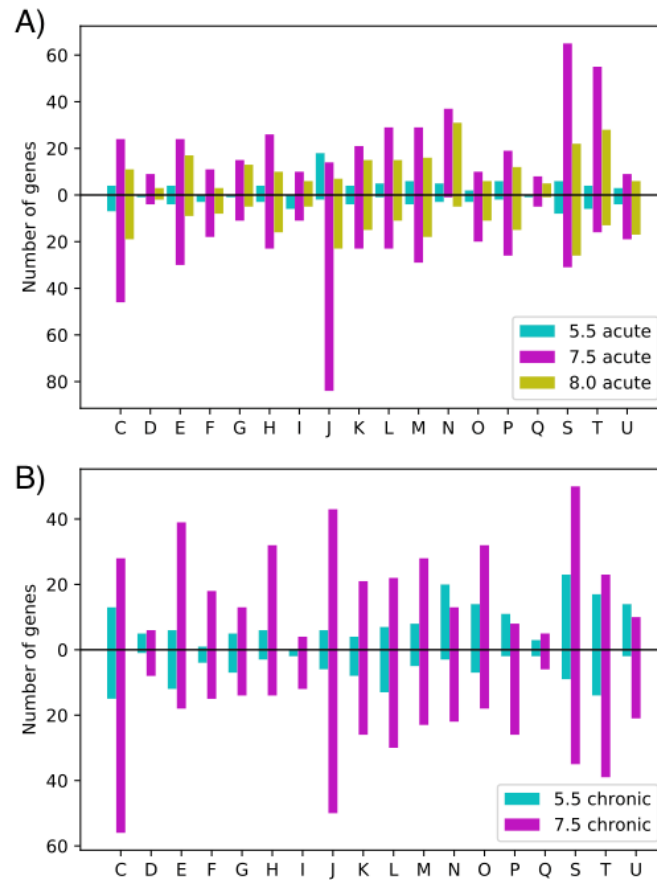 A)
Number of genes
60
40
20
0
20
40
60
80
5.5 acute
7.5 acute
8.0 acute
C D E F G H I J K L M N O P Q S T U
B)
Number of genes
40
20
0
20
40
60
5.5 chronic
7.5 chronic
C D E F G H I J K L M N O P Q S T U